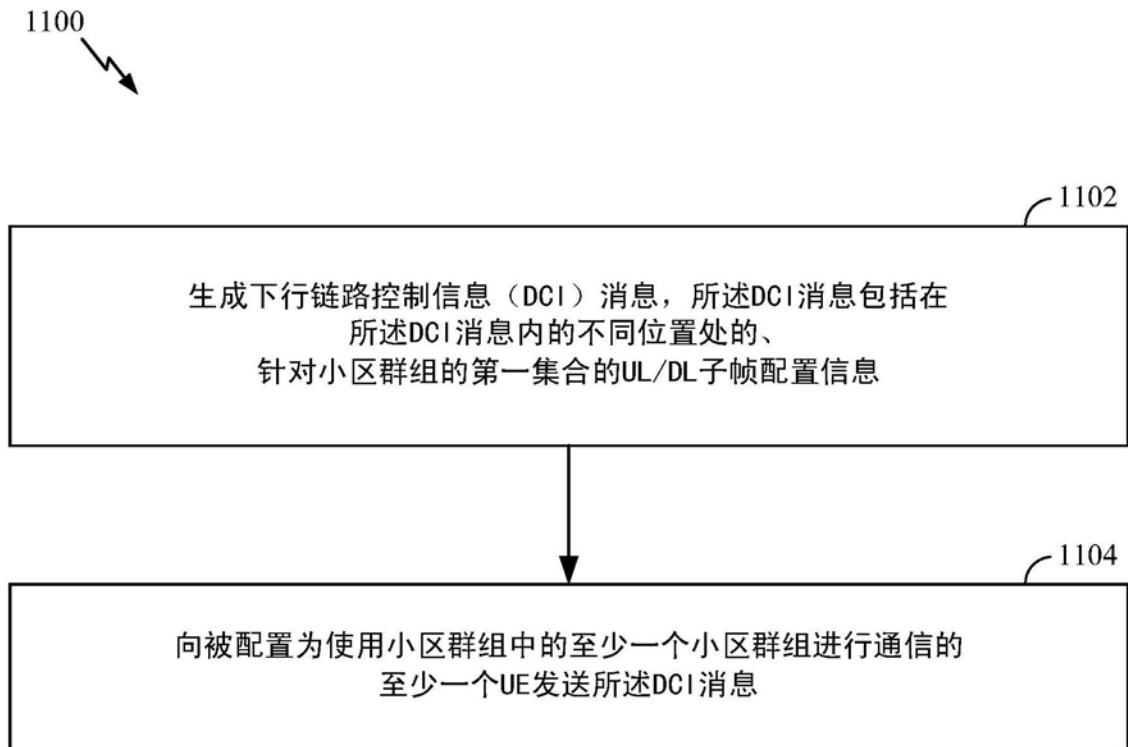 1100
1102
生成下行链路控制信息（DCI）消息，所述DCI消息包括在
所述DCI消息内的不同位置处的、
针对小区群组的第一集合的UL/DL子帧配置信息
1104
向被配置为使用小区群组中的至少一个小区群组进行通信的
至少一个UE发送所述DCI消息